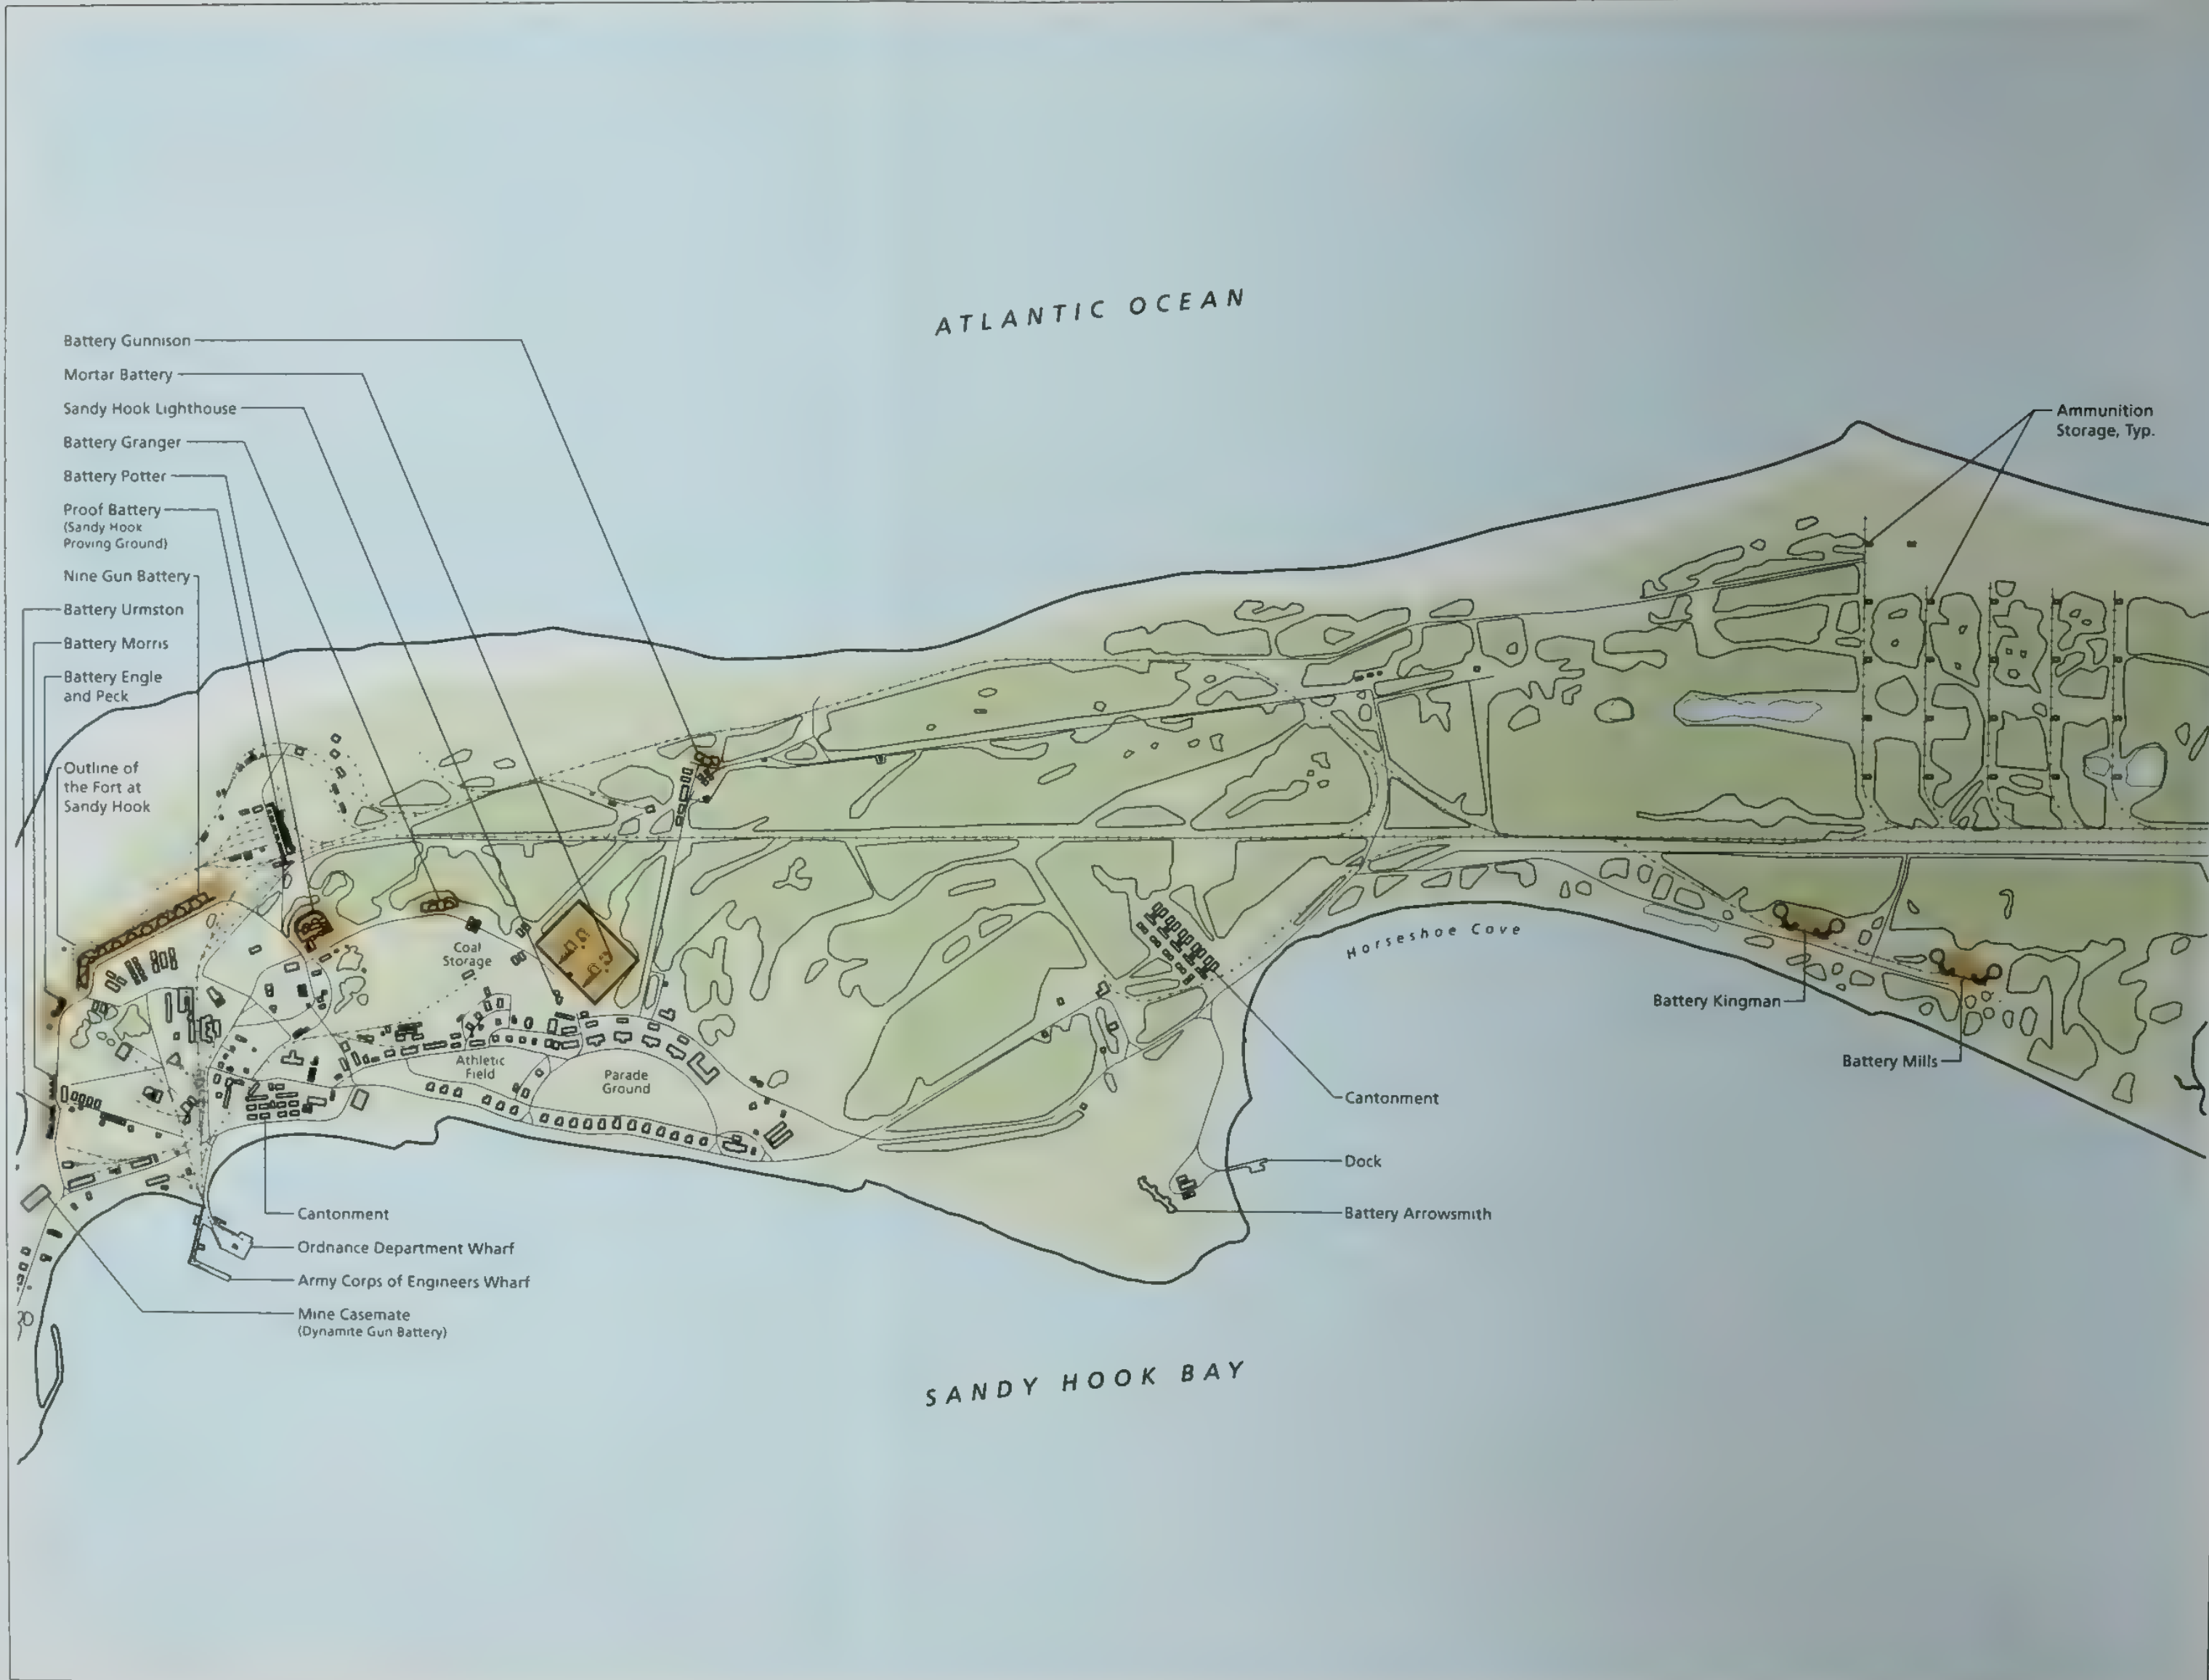 ATLANTIC OCEAN
Battery Gunnison
Mortar Battery
Sandy Hook Lighthouse
Battery Granger
Battery Potter
Proof Battery
(Sandy Hook
Proving Ground)
Nine Gun Battery
Battery Urmston
Battery Morris
Battery Engle
and Peck
Outline of
the Fort at
Sandy Hook
Ammunition
Storage, Typ.
Coal
Storage
Athletic
Field
Parade
Ground
Horseshoe Cove
Battery Kingman
Battery Mills
Cantonment
Dock
Battery Arrowsmith
Cantonment
Ordnance Department Wharf
Army Corps of Engineers Wharf
Mine Casemate
(Dynamite Gun Battery)
SANDY HOOK BAY